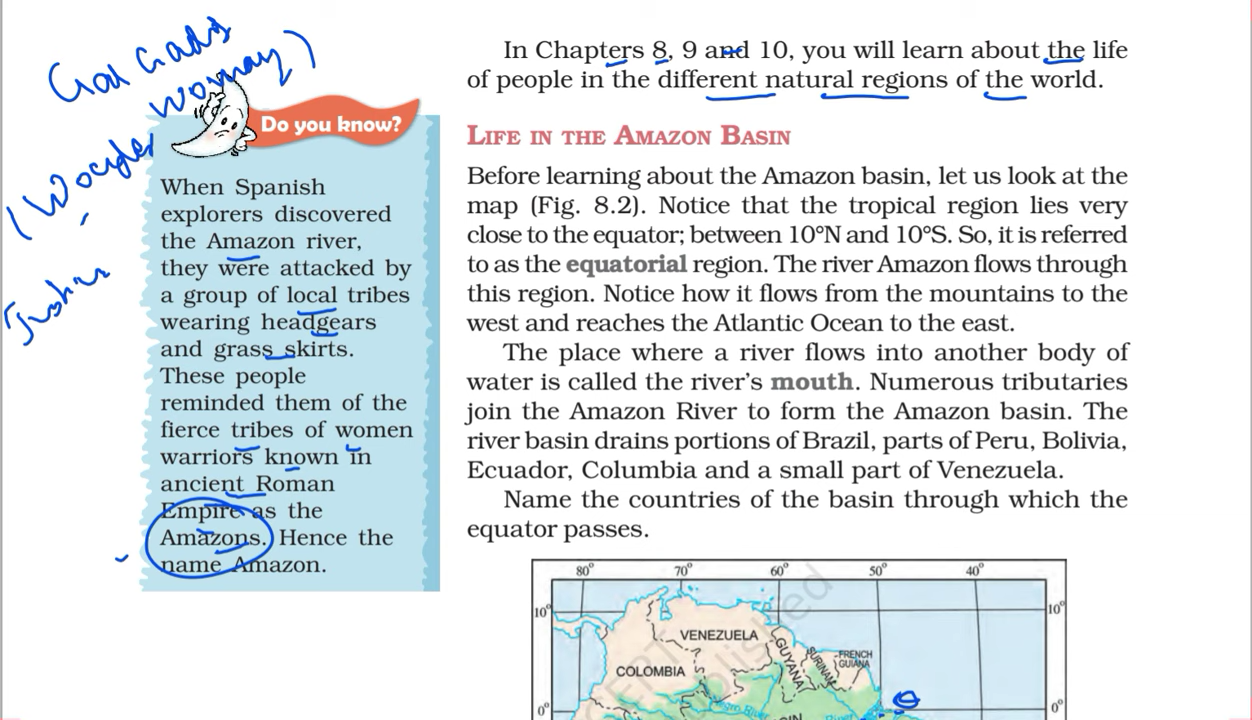 Gal Gadot
(Wonder woman)
Do you know?
When Spanish
explorers discovered
the Amazon river,
they were attacked by
a group of local tribes
wearing headgears
and grass skirts.
These people
reminded them of the
fierce tribes of women
warriors known in
ancient Roman
Empire as the
Amazons. Hence the
name Amazon.
In Chapters 8, 9 and 10, you will learn about the life
of people in the different natural regions of the world.
LIFE IN THE AMAZON BASIN
Before learning about the Amazon basin, let us look at the
map (Fig. 8.2). Notice that the tropical region lies very
close to the equator; between 10°N and 10°S. So, it is referred
to as the equatorial region. The river Amazon flows through
this region. Notice how it flows from the mountains to the
west and reaches the Atlantic Ocean to the east.
The place where a river flows into another body of
water is called the river's mouth. Numerous tributaries
join the Amazon River to form the Amazon basin. The
river basin drains portions of Brazil, parts of Peru, Bolivia,
Ecuador, Columbia and a small part of Venezuela.
Name the countries of the basin through which the
equator passes.
80° 70° 60° 50° 40°
10° 10°
VENEZUELA
GUYANA
SURINAM
FRENCH
GUIANA
COLOMBIA
0° 0°